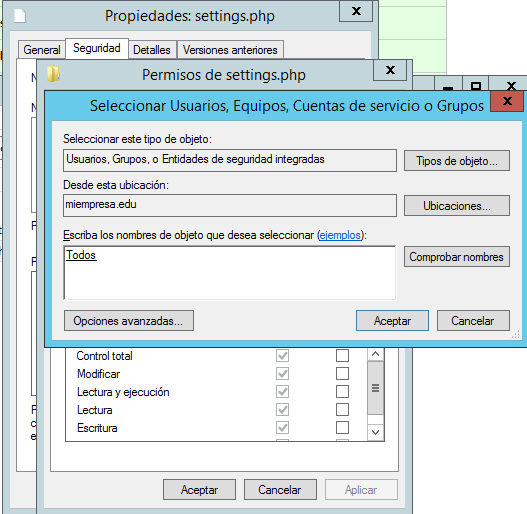 Propiedades: settings.php
X
General
Seguridad
Detalles
Versiones anteriores
Permisos de settings.php
X
Seleccionar Usuarios, Equipos, Cuentas de servicio o Grupos
X
Seleccionar este tipo de objeto:
Usuarios, Grupos, o Entidades de seguridad integradas
Tipos de objeto...
Desde esta ubicación:
miempresa.edu
Ubicaciones...
Escriba los nombres de objeto que desea seleccionar (ejemplos):
Todos
Comprobar nombres
Opciones avanzadas...
Aceptar
Cancelar
Control total
Modificar
Lectura y ejecución
Lectura
Escritura
Aceptar
Cancelar
Aplicar